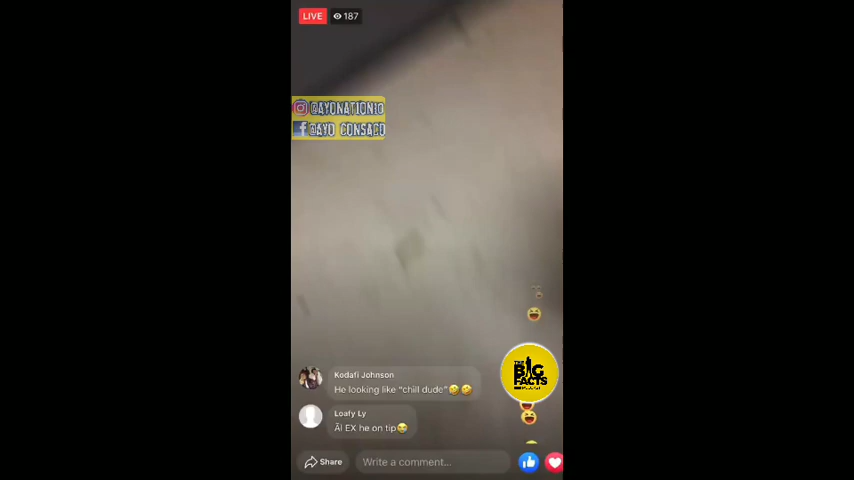 LIVE 187
@AYONATION10
@AYO CONSAGO
Kodafi Johnson
He looking like "chill dude"🤣🤣
THE
BIG
FACTS
Loafy Ly
Ãl EX he on tip😭
Share
Write a comment...